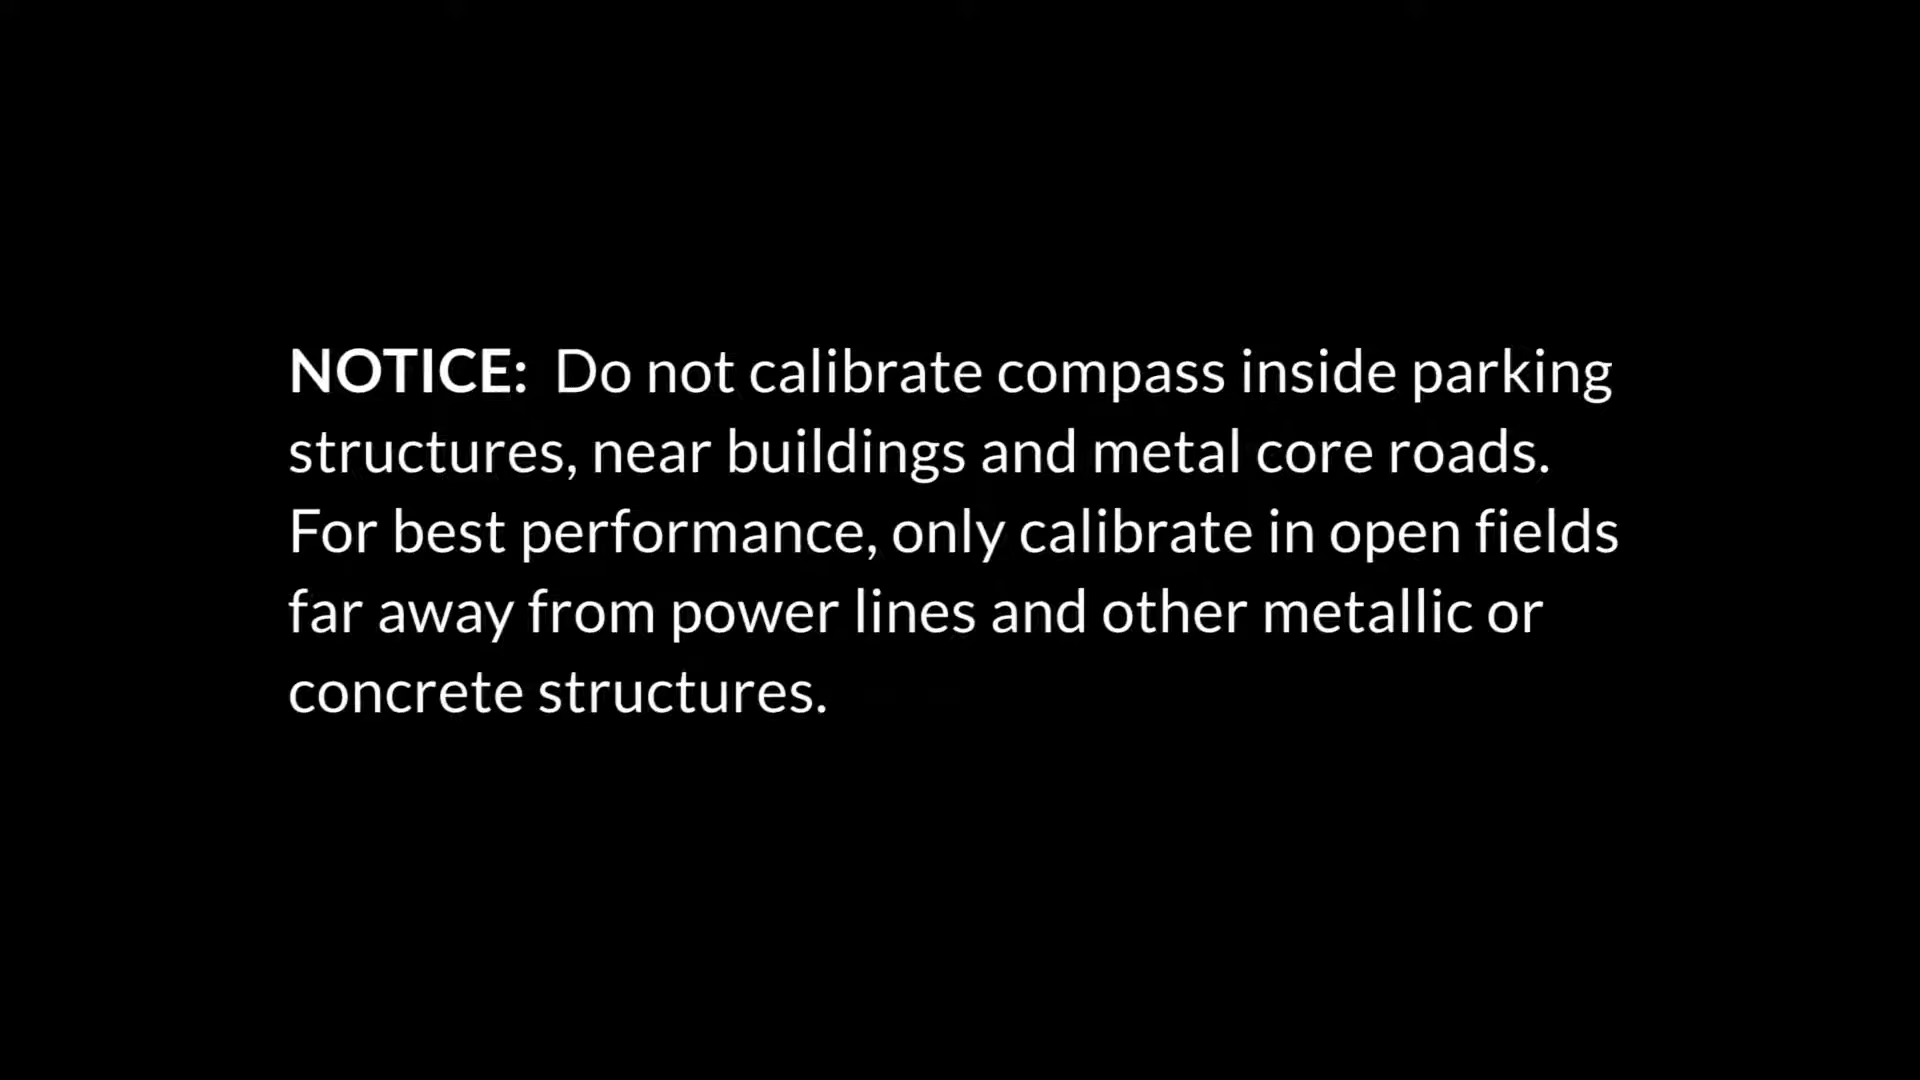 NOTICE: Do not calibrate compass inside parking
structures, near buildings and metal core roads.
For best performance, only calibrate in open fields
far away from power lines and other metallic or
concrete structures.